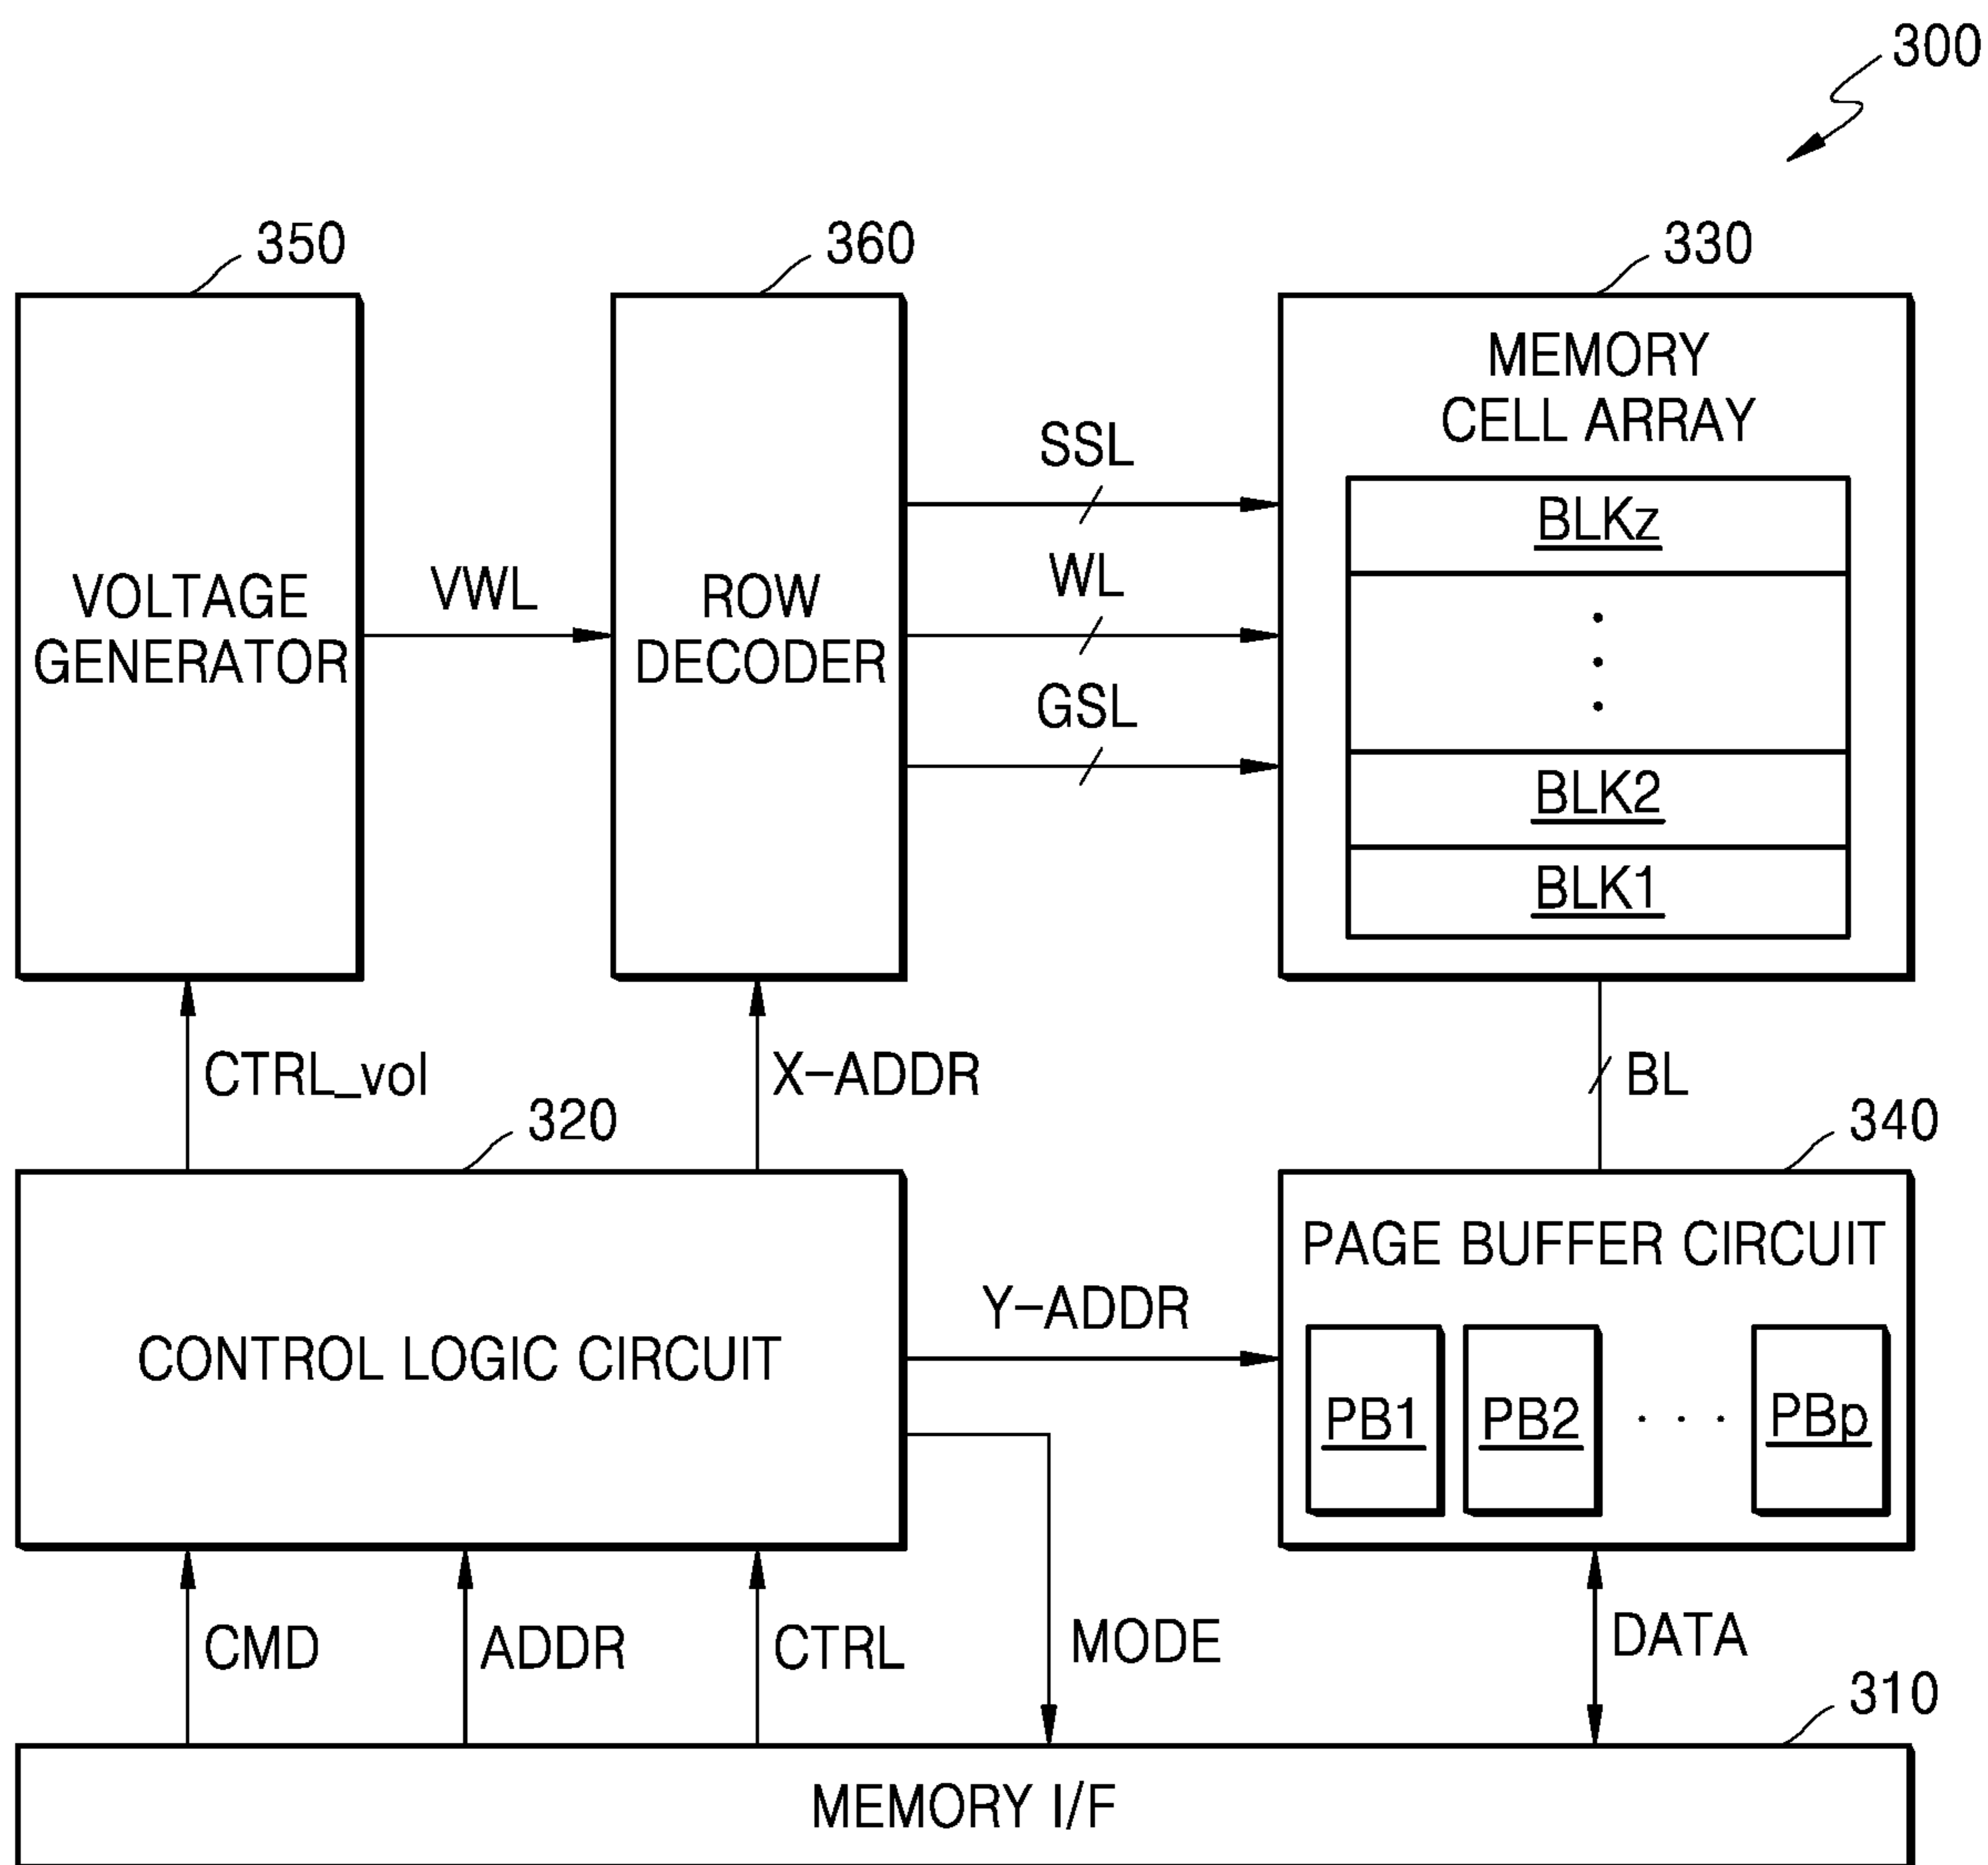 300
350
360
330
VOLTAGE
GENERATOR
VWL
ROW
DECODER
SSL
WL
GSL
MEMORY
CELL ARRAY
BLKz
BLK2
BLK1
CTRL_vol
X-ADDR
BL
320
340
CONTROL LOGIC CIRCUIT
Y-ADDR
PAGE BUFFER CIRCUIT
PB1
PB2
PBp
CMD
ADDR
CTRL
MODE
DATA
310
MEMORY I/F